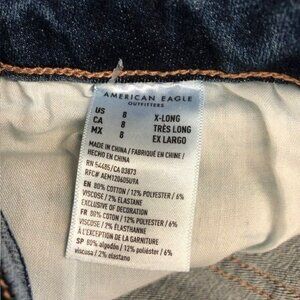 AMERICAN EAGLE
OUTFITTERS
US 8 X-LONG
CA 8 TRÈS LONG
MX 8 EX LARGO
MADE IN CHINA / FABRIQUÉ EN CHINE /
HECHO EN CHINA
RN 54485 / CA 03873
RFC# AEM120605U9A
EN 80% COTTON / 12% POLYESTER / 6%
VISCOSE / 2% ELASTANE
EXCLUSIVE OF DECORATION
FR 80% COTON / 12% POLYESTER / 6%
VISCOSE / 2% ÉLASTHANNE
À L'EXCEPTION DE LA GARNITURE
SP 80% algodón / 12% poliéster / 6%
viscosa / 2% elastano